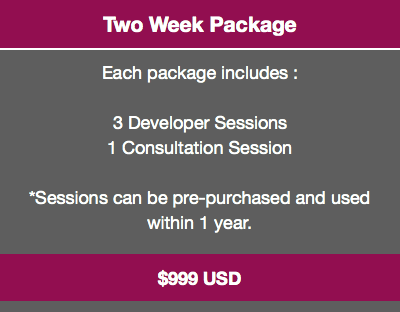 Two Week Package
Each package includes :
3 Developer Sessions
1 Consultation Session
*Sessions can be pre-purchased and used
within 1 year.
$999 USD